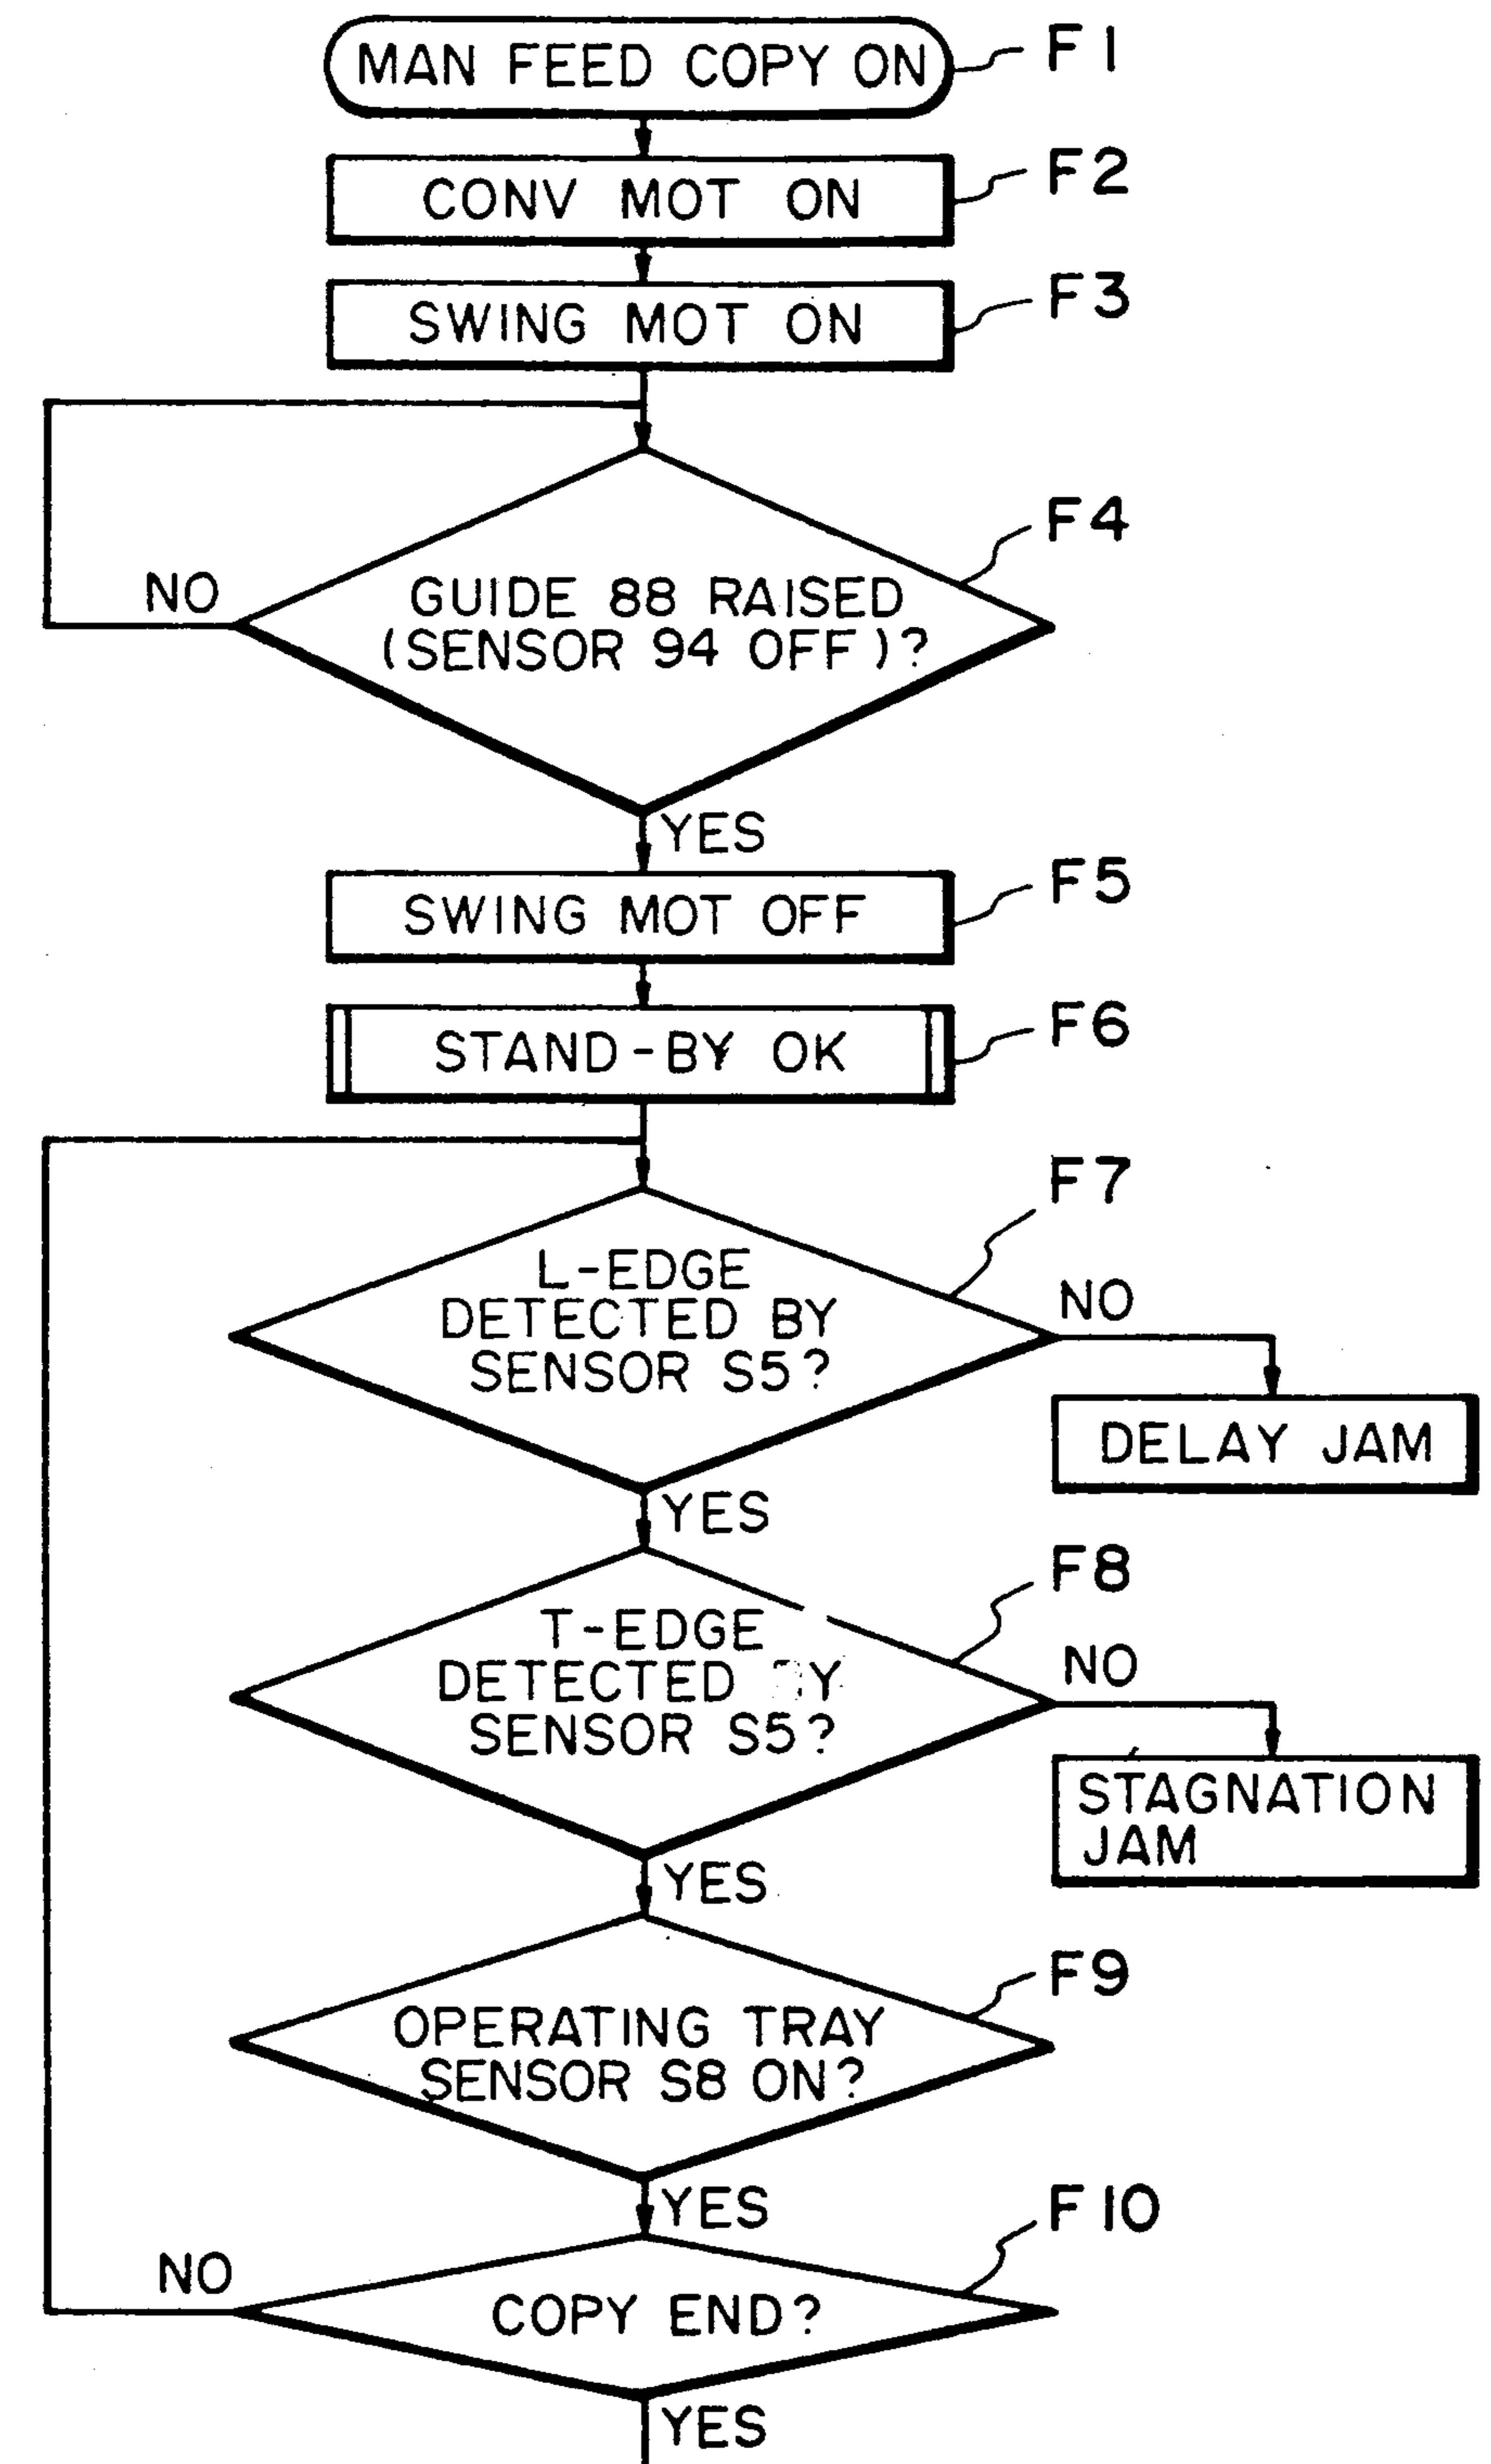 MAN FEED COPY ON
F1
CONV MOT ON
F2
SWING MOT ON
F3
F4
NO
GUIDE 88 RAISED
(SENSOR 94 OFF)?
YES
SWING MOT OFF
F5
STAND-BY OK
F6
F7
L-EDGE
DETECTED BY
SENSOR S5?
NO
DELAY JAM
YES
F8
T-EDGE
DETECTED
SENSOR S5?
NO
STAGNATION
JAM
YES
F9
OPERATING TRAY
SENSOR S8 ON?
YES
F10
NO
COPY END?
YES